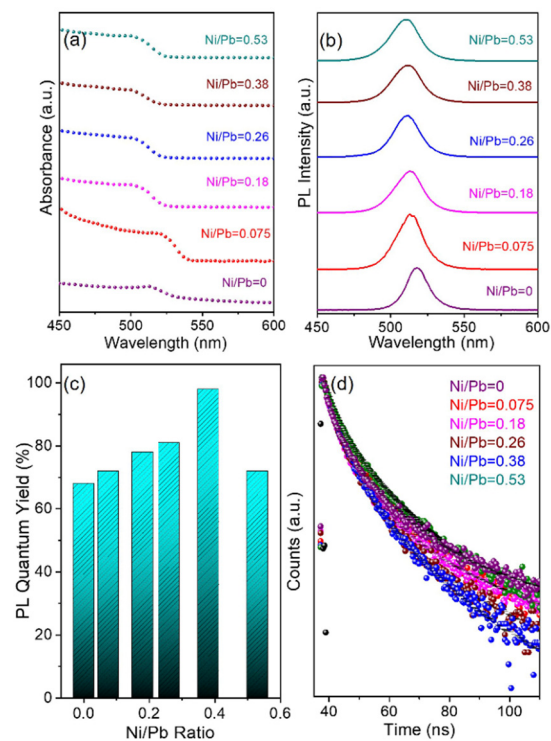 (a)
Ni/Pb=0.53
Ni/Pb=0.38
Ni/Pb=0.26
Ni/Pb=0.18
Ni/Pb=0.075
Ni/Pb=0
Absorbance (a.u.)
450 500 550 600
Wavelength (nm)
(b)
Ni/Pb=0.53
Ni/Pb=0.38
Ni/Pb=0.26
Ni/Pb=0.18
Ni/Pb=0.075
Ni/Pb=0
PL Intensity (a.u.)
450 500 550 600
Wavelength (nm)
(c)
100
80
60
40
20
0
PL Quantum Yield (%)
0.0 0.2 0.4 0.6
Ni/Pb Ratio
(d)
Ni/Pb=0
Ni/Pb=0.075
Ni/Pb=0.18
Ni/Pb=0.26
Ni/Pb=0.38
Ni/Pb=0.53
Counts (a.u.)
40 60 80 100
Time (ns)